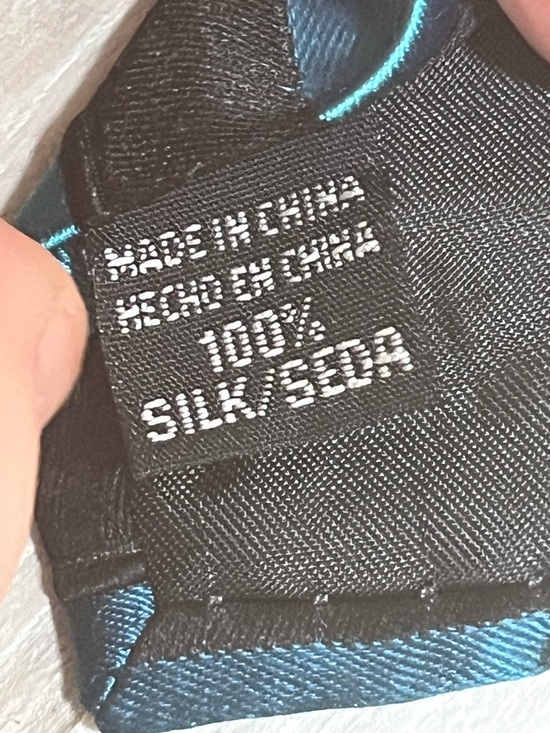 MADE IN CHINA
HECHO EN CHINA
100%
SILK/SEDA